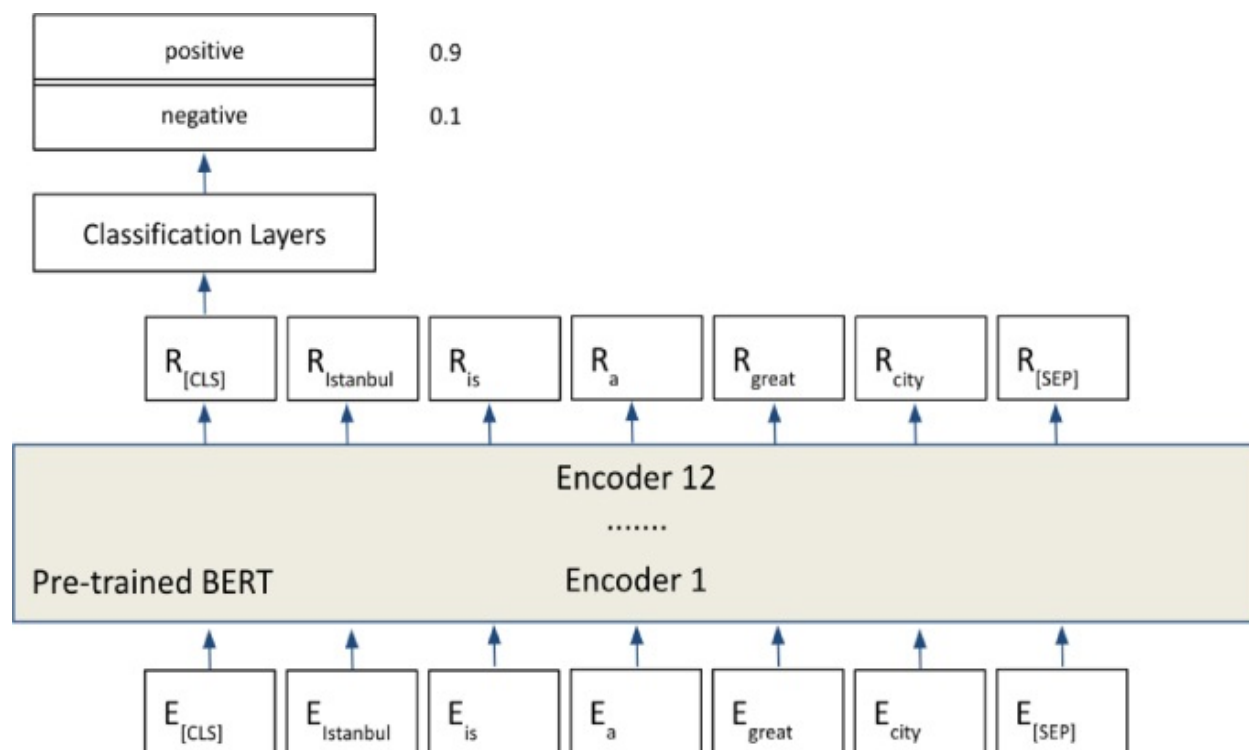 positive 0.9
negative 0.1
Classification Layers
R[CLS] RIstanbul Ris Ra Rgreat Rcity R[SEP]
Encoder 12
.......
Pre-trained BERT Encoder 1
E[CLS] EIstanbul Eis Ea Egreat Ecity E[SEP]